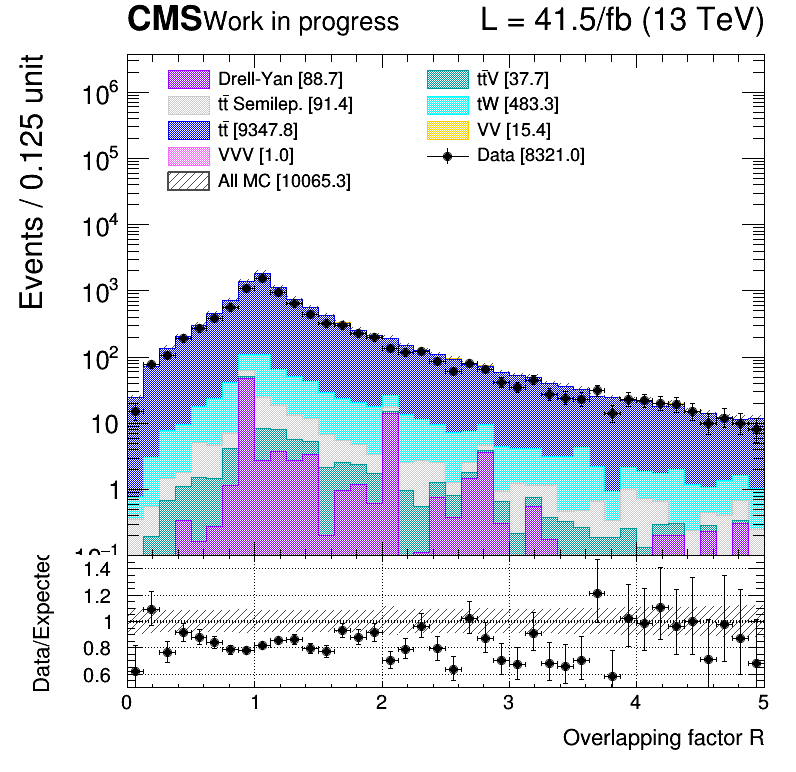 CMS Work in progress L = 41.5/fb (13 TeV)
Events / 0.125 unit
Drell-Yan [88.7]
tt̄ Semilep. [91.4]
tt̄ [9347.8]
VVV [1.0]
All MC [10065.3]
tt̄V [37.7]
tW [483.3]
VV [15.4]
Data [8321.0]
10⁶
10⁵
10⁴
10³
10²
10
1
10⁻¹
Data/Expected
1.4
1.2
1
0.8
0.6
0 1 2 3 4 5
Overlapping factor R